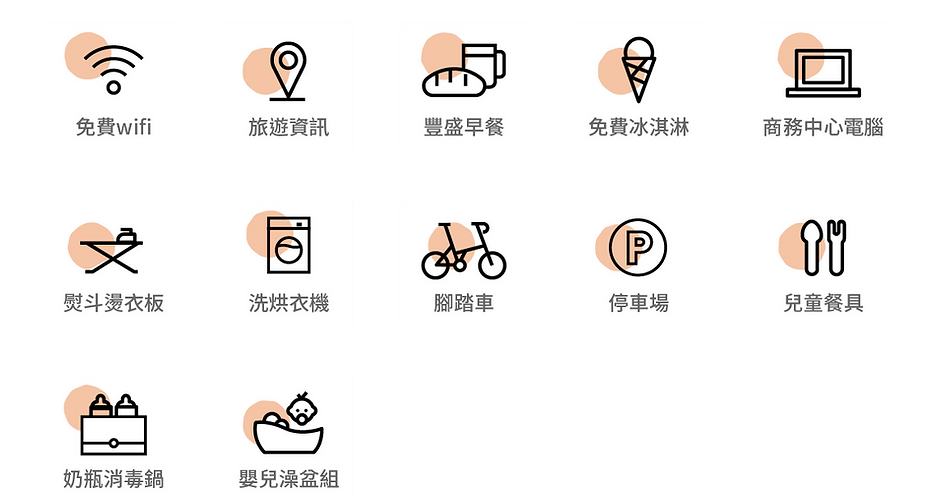 免費wifi
旅遊資訊
豐盛早餐
免費冰淇淋
商務中心電腦
熨斗燙衣板
洗烘衣機
腳踏車
P
停車場
兒童餐具
奶瓶消毒鍋
嬰兒澡盆組